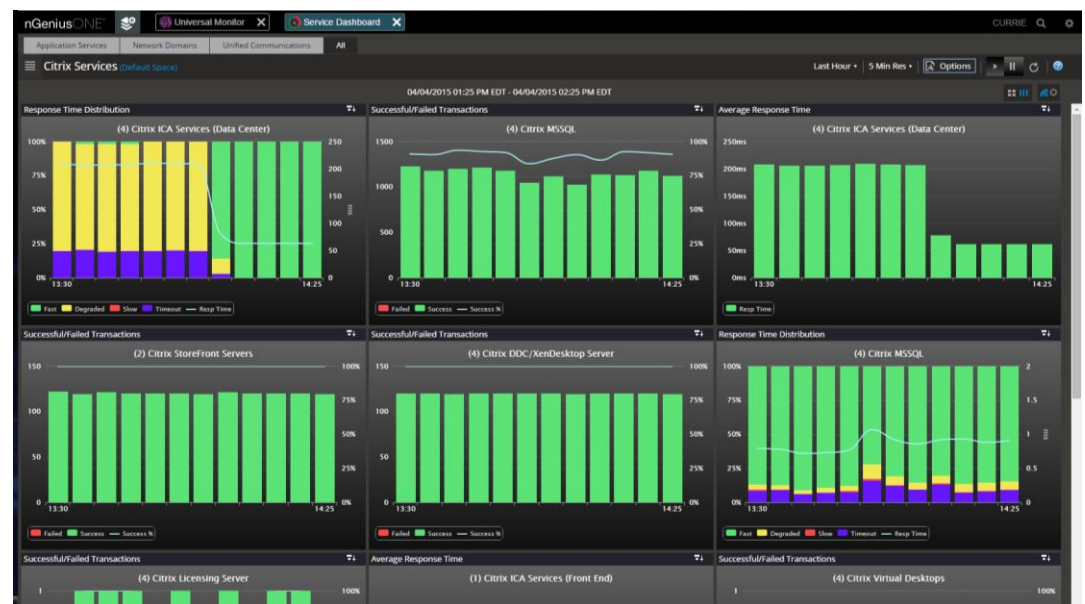 nGeniusONE Universal Monitor X Service Dashboard X CURRIE
Application Services Network Domains Unified Communications All
Citrix Services (Default Space) Last Hour 5 Min Res Options
04/04/2015 01:25 PM EDT - 04/04/2015 02:25 PM EDT
Response Time Distribution
(4) Citrix ICA Services (Data Center)
100% 250
75% 200
150
50% ms
100
25% 50
0% 0
13:30 14:25
Fast Degraded Slow Timeout Resp Time
Successful/Failed Transactions
(4) Citrix MSSQL
1500 100%
75%
1000
50%
500
25%
0 0%
13:30 14:25
Failed Success Success %
Average Response Time
(4) Citrix ICA Services (Data Center)
250ms
200ms
150ms
100ms
50ms
0ms
13:30 14:25
Resp Time
Successful/Failed Transactions
(2) Citrix StoreFront Servers
150 100%
75%
100
50%
50
25%
0 0%
13:30 14:25
Failed Success Success %
Successful/Failed Transactions
(4) Citrix DDC/XenDesktop Server
150 100%
75%
100
50%
50
25%
0 0%
13:30 14:25
Failed Success Success %
Response Time Distribution
(4) Citrix MSSQL
100% 2
75% 1.5
50% 1 ms
25% 0.5
0% 0
13:30 14:25
Fast Degraded Slow Timeout Resp Time
Successful/Failed Transactions
(4) Citrix Licensing Server
1 100%
Average Response Time
(1) Citrix ICA Services (Front End)
Successful/Failed Transactions
(4) Citrix Virtual Desktops
1 100%